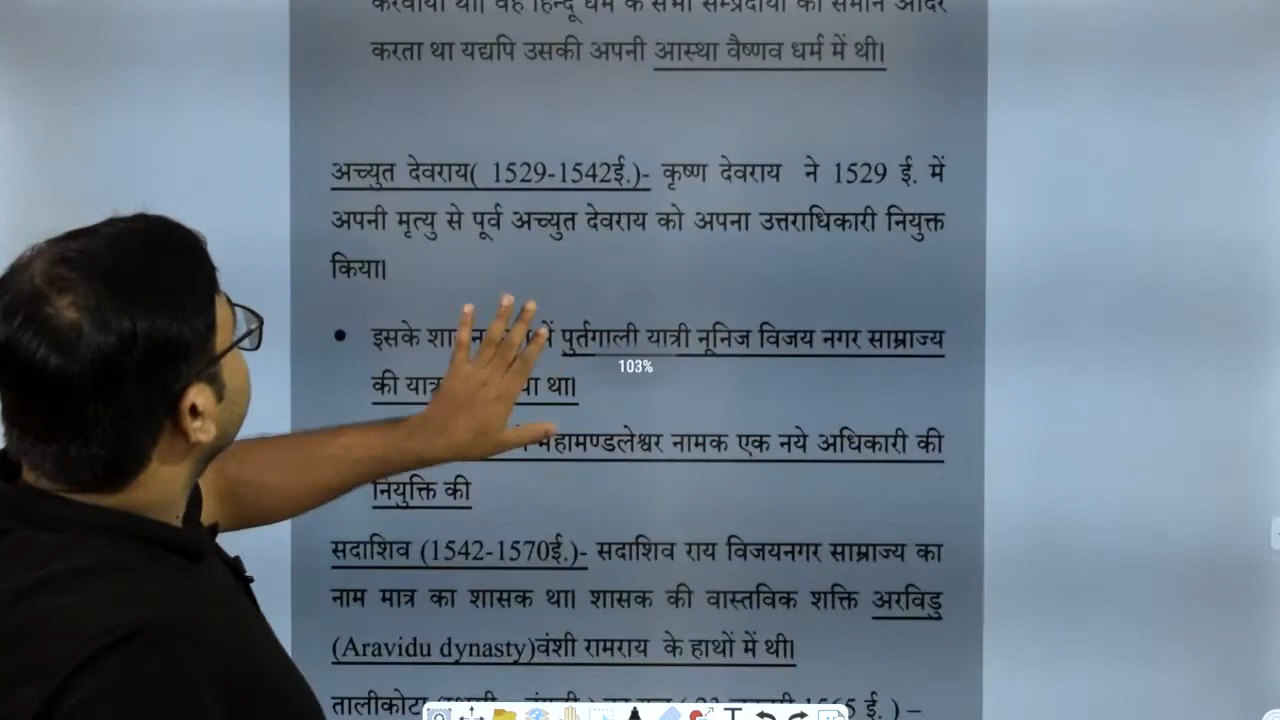 करवाया था। वह हिन्दू धर्म के सभी सम्प्रदायों का समान आदर
करता था यद्यपि उसकी अपनी आस्था वैष्णव धर्म में थी।
अच्युत देवराय( 1529-1542ई.)- कृष्ण देवराय ने 1529 ई. में
अपनी मृत्यु से पूर्व अच्युत देवराय को अपना उत्तराधिकारी नियुक्त
किया।
• इसके में पुर्तगाली यात्री नूनिज विजय नगर साम्राज्य
103%
की था।
महामण्डलेश्वर नामक एक नये अधिकारी की
नियुक्ति की
सदाशिव (1542-1570ई.)- सदाशिव राय विजयनगर साम्राज्य का
नाम मात्र का शासक था। शासक की वास्तविक शक्ति अरविडु
(Aravidu dynasty)वंशी रामराय के हाथों में थी।
तालीकोटा ई. ) –